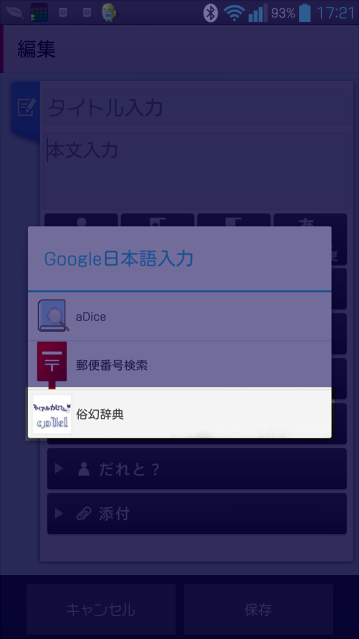 93% 17:21
編集
タイトル入力
本文入力
あ
Google日本語入力
aDice
郵便番号検索
俗幻辞典
だれと？
添付
キャンセル
保存